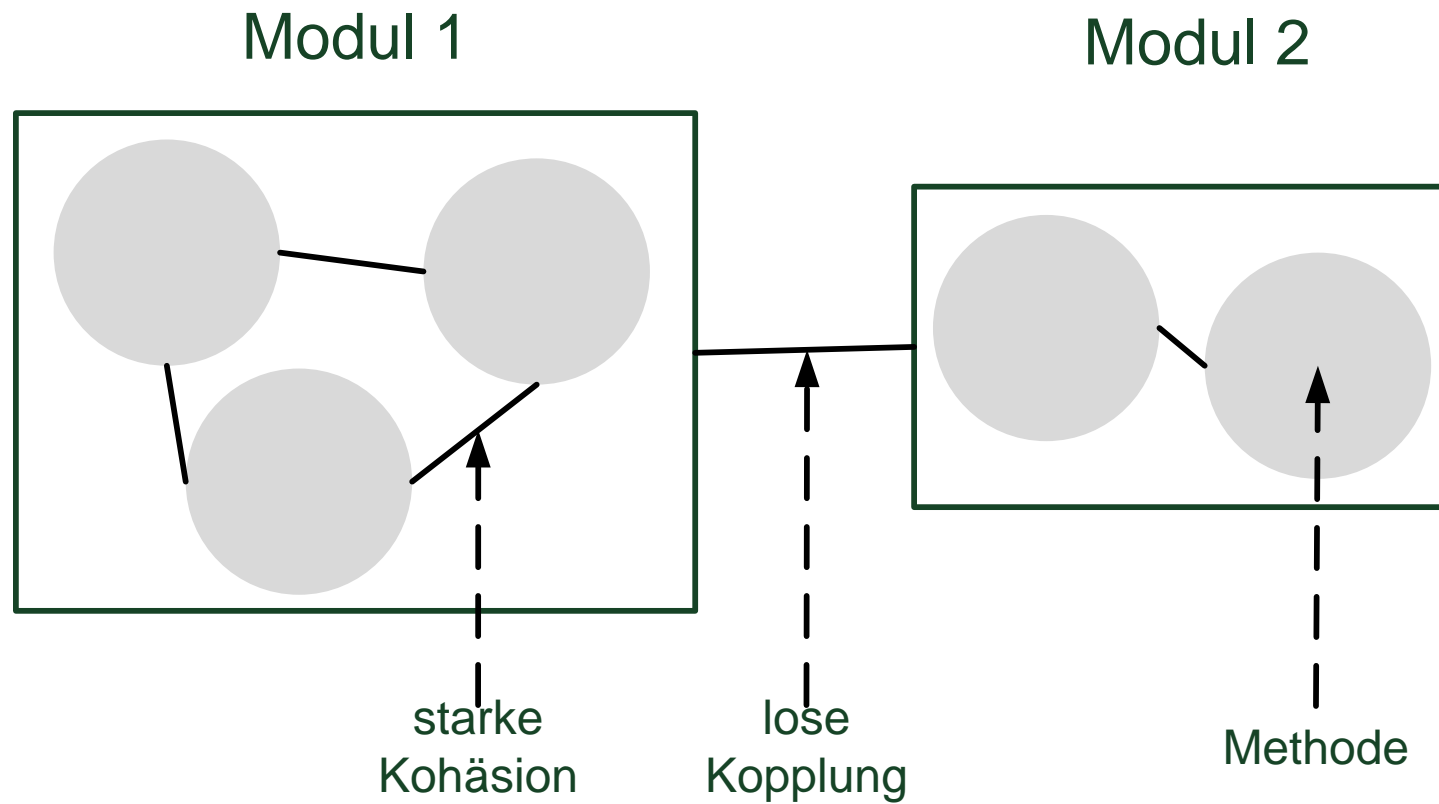 Modul 1
Modul 2
starke
Kohäsion
lose
Kopplung
Methode